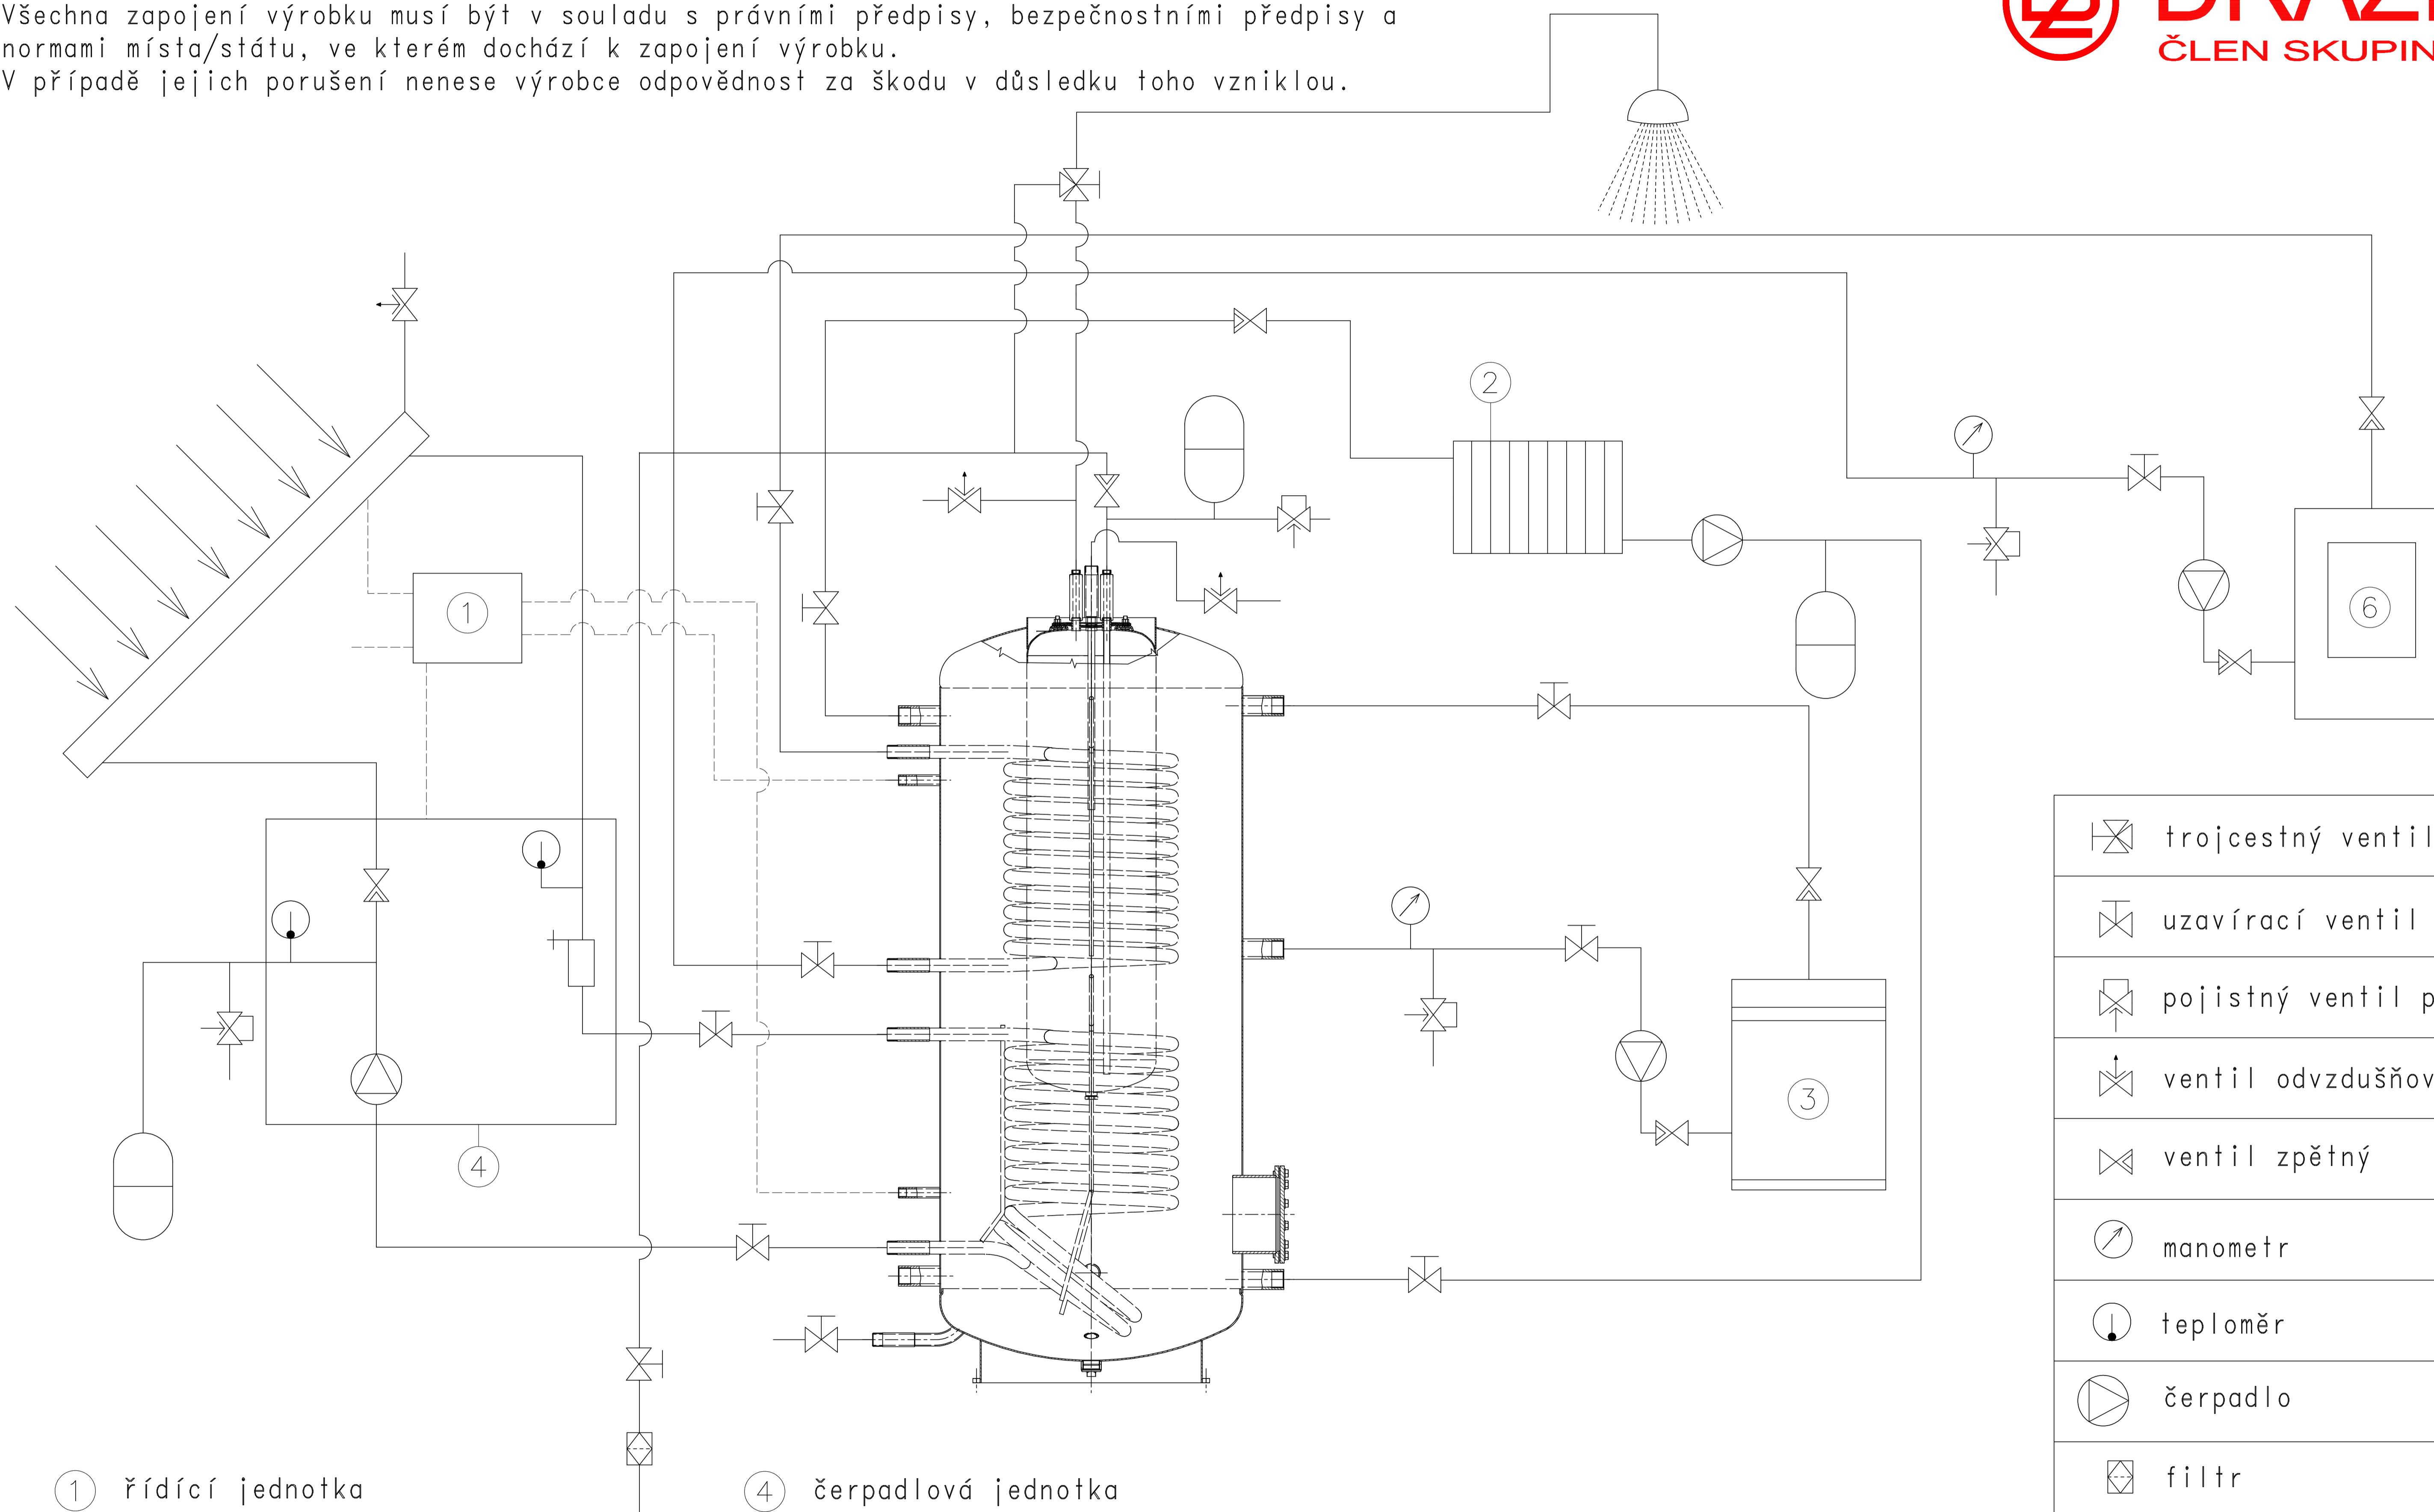 Všechna zapojení výrobku musí být v souladu s právními předpisy, bezpečnostními předpisy a
normami místa/státu, ve kterém dochází k zapojení výrobku.
V případě jejich porušení nenese výrobce odpovědnost za škodu v důsledku toho vzniklou.
ČLEN SKUPIN
2
1
6
3
4
trojcestný ventil
uzavírací ventil
pojistný ventil p
ventil odvzdušňov
ventil zpětný
manometr
teploměr
čerpadlo
filtr
1 řídící jednotka
4 čerpadlová jednotka